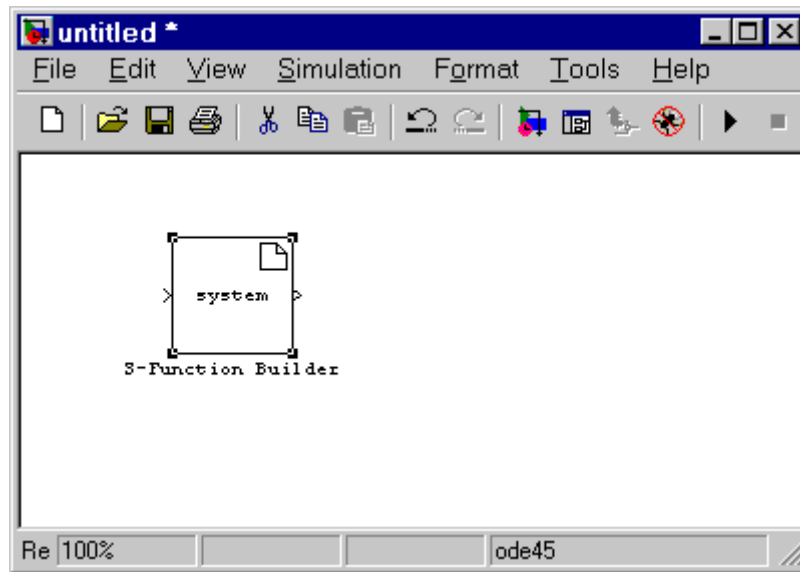 untitled *
File Edit View Simulation Format Tools Help
system
S-Function Builder
Re 100% ode45